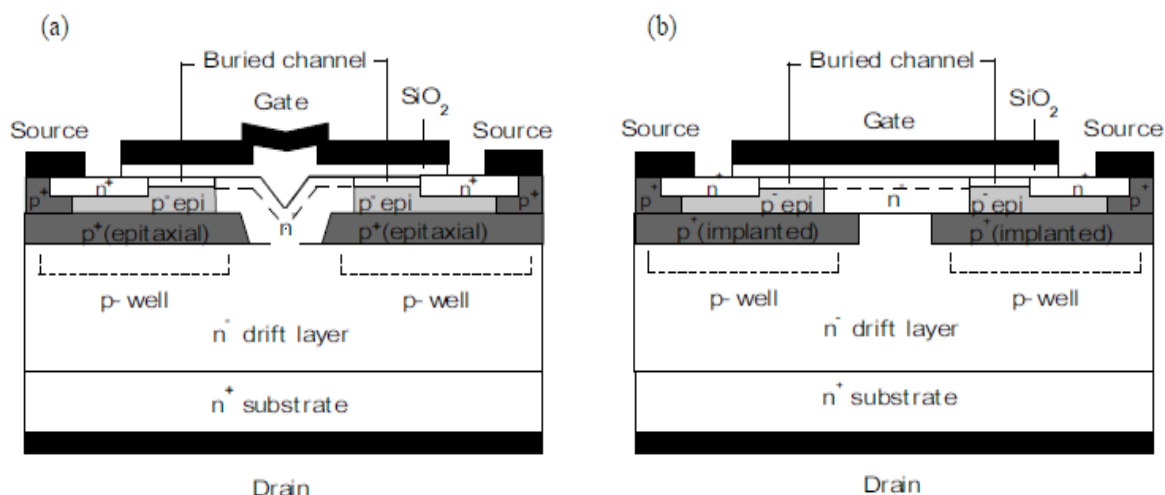 (a)
Buried channel
SiO₂
Gate
Source
Source
n⁺
n⁺
p⁺
p⁻epi
p⁻epi
p⁺
n
p⁺(epitaxial)
p⁺(epitaxial)
p- well
p- well
n⁻ drift layer
n⁺ substrate
Drain
(b)
Buried channel
SiO₂
Gate
Source
Source
n⁺
n⁺
p⁺
p⁻epi
n⁻
p⁻epi
p⁺
p⁺(implanted)
p⁺(implanted)
p- well
p- well
n⁻ drift layer
n⁺ substrate
Drain